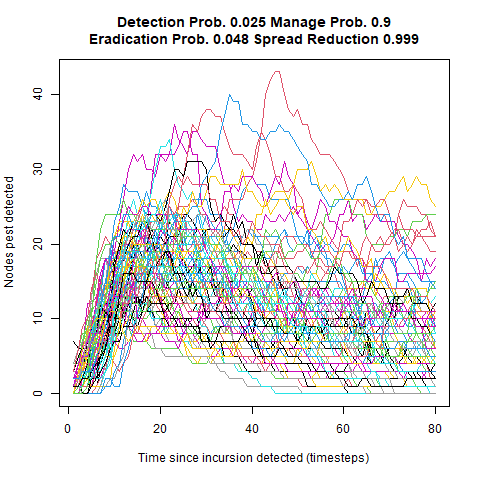 Detection Prob. 0.025 Manage Prob. 0.9
Eradication Prob. 0.048 Spread Reduction 0.999
Nodes pest detected
40
30
20
10
0
0 20 40 60 80
Time since incursion detected (timesteps)